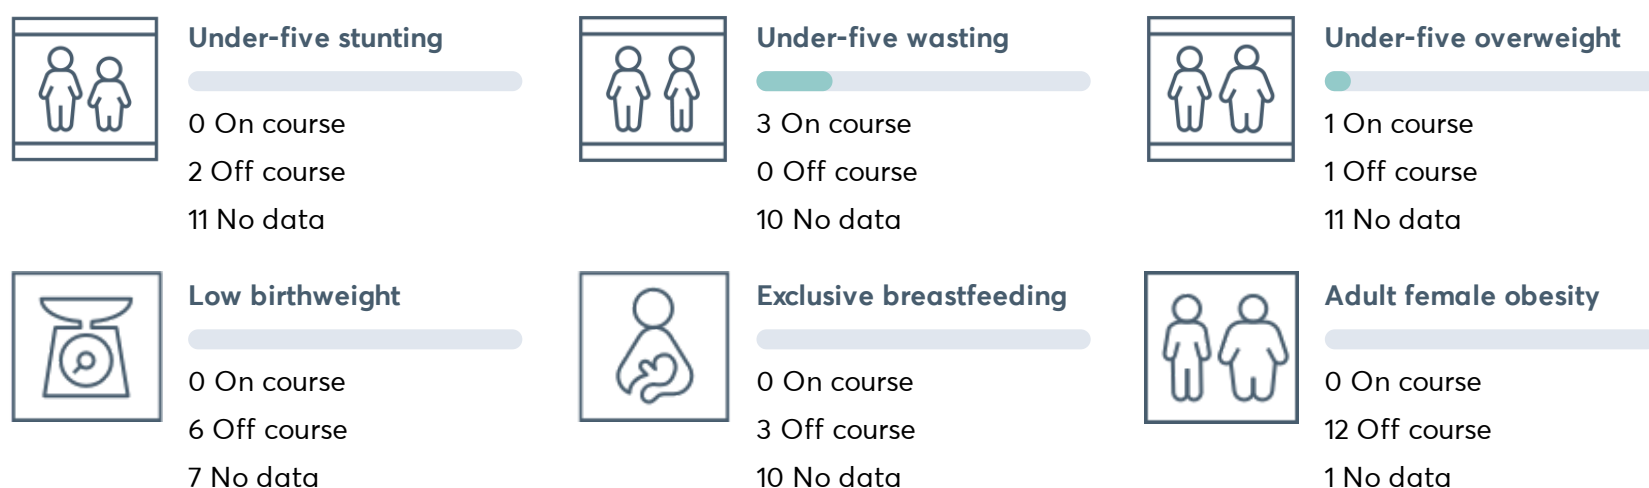 Under-five stunting
0 On course
2 Off course
11 No data
Under-five wasting
3 On course
0 Off course
10 No data
Under-five overweight
1 On course
1 Off course
11 No data
Low birthweight
0 On course
6 Off course
7 No data
Exclusive breastfeeding
0 On course
3 Off course
10 No data
Adult female obesity
0 On course
12 Off course
1 No data